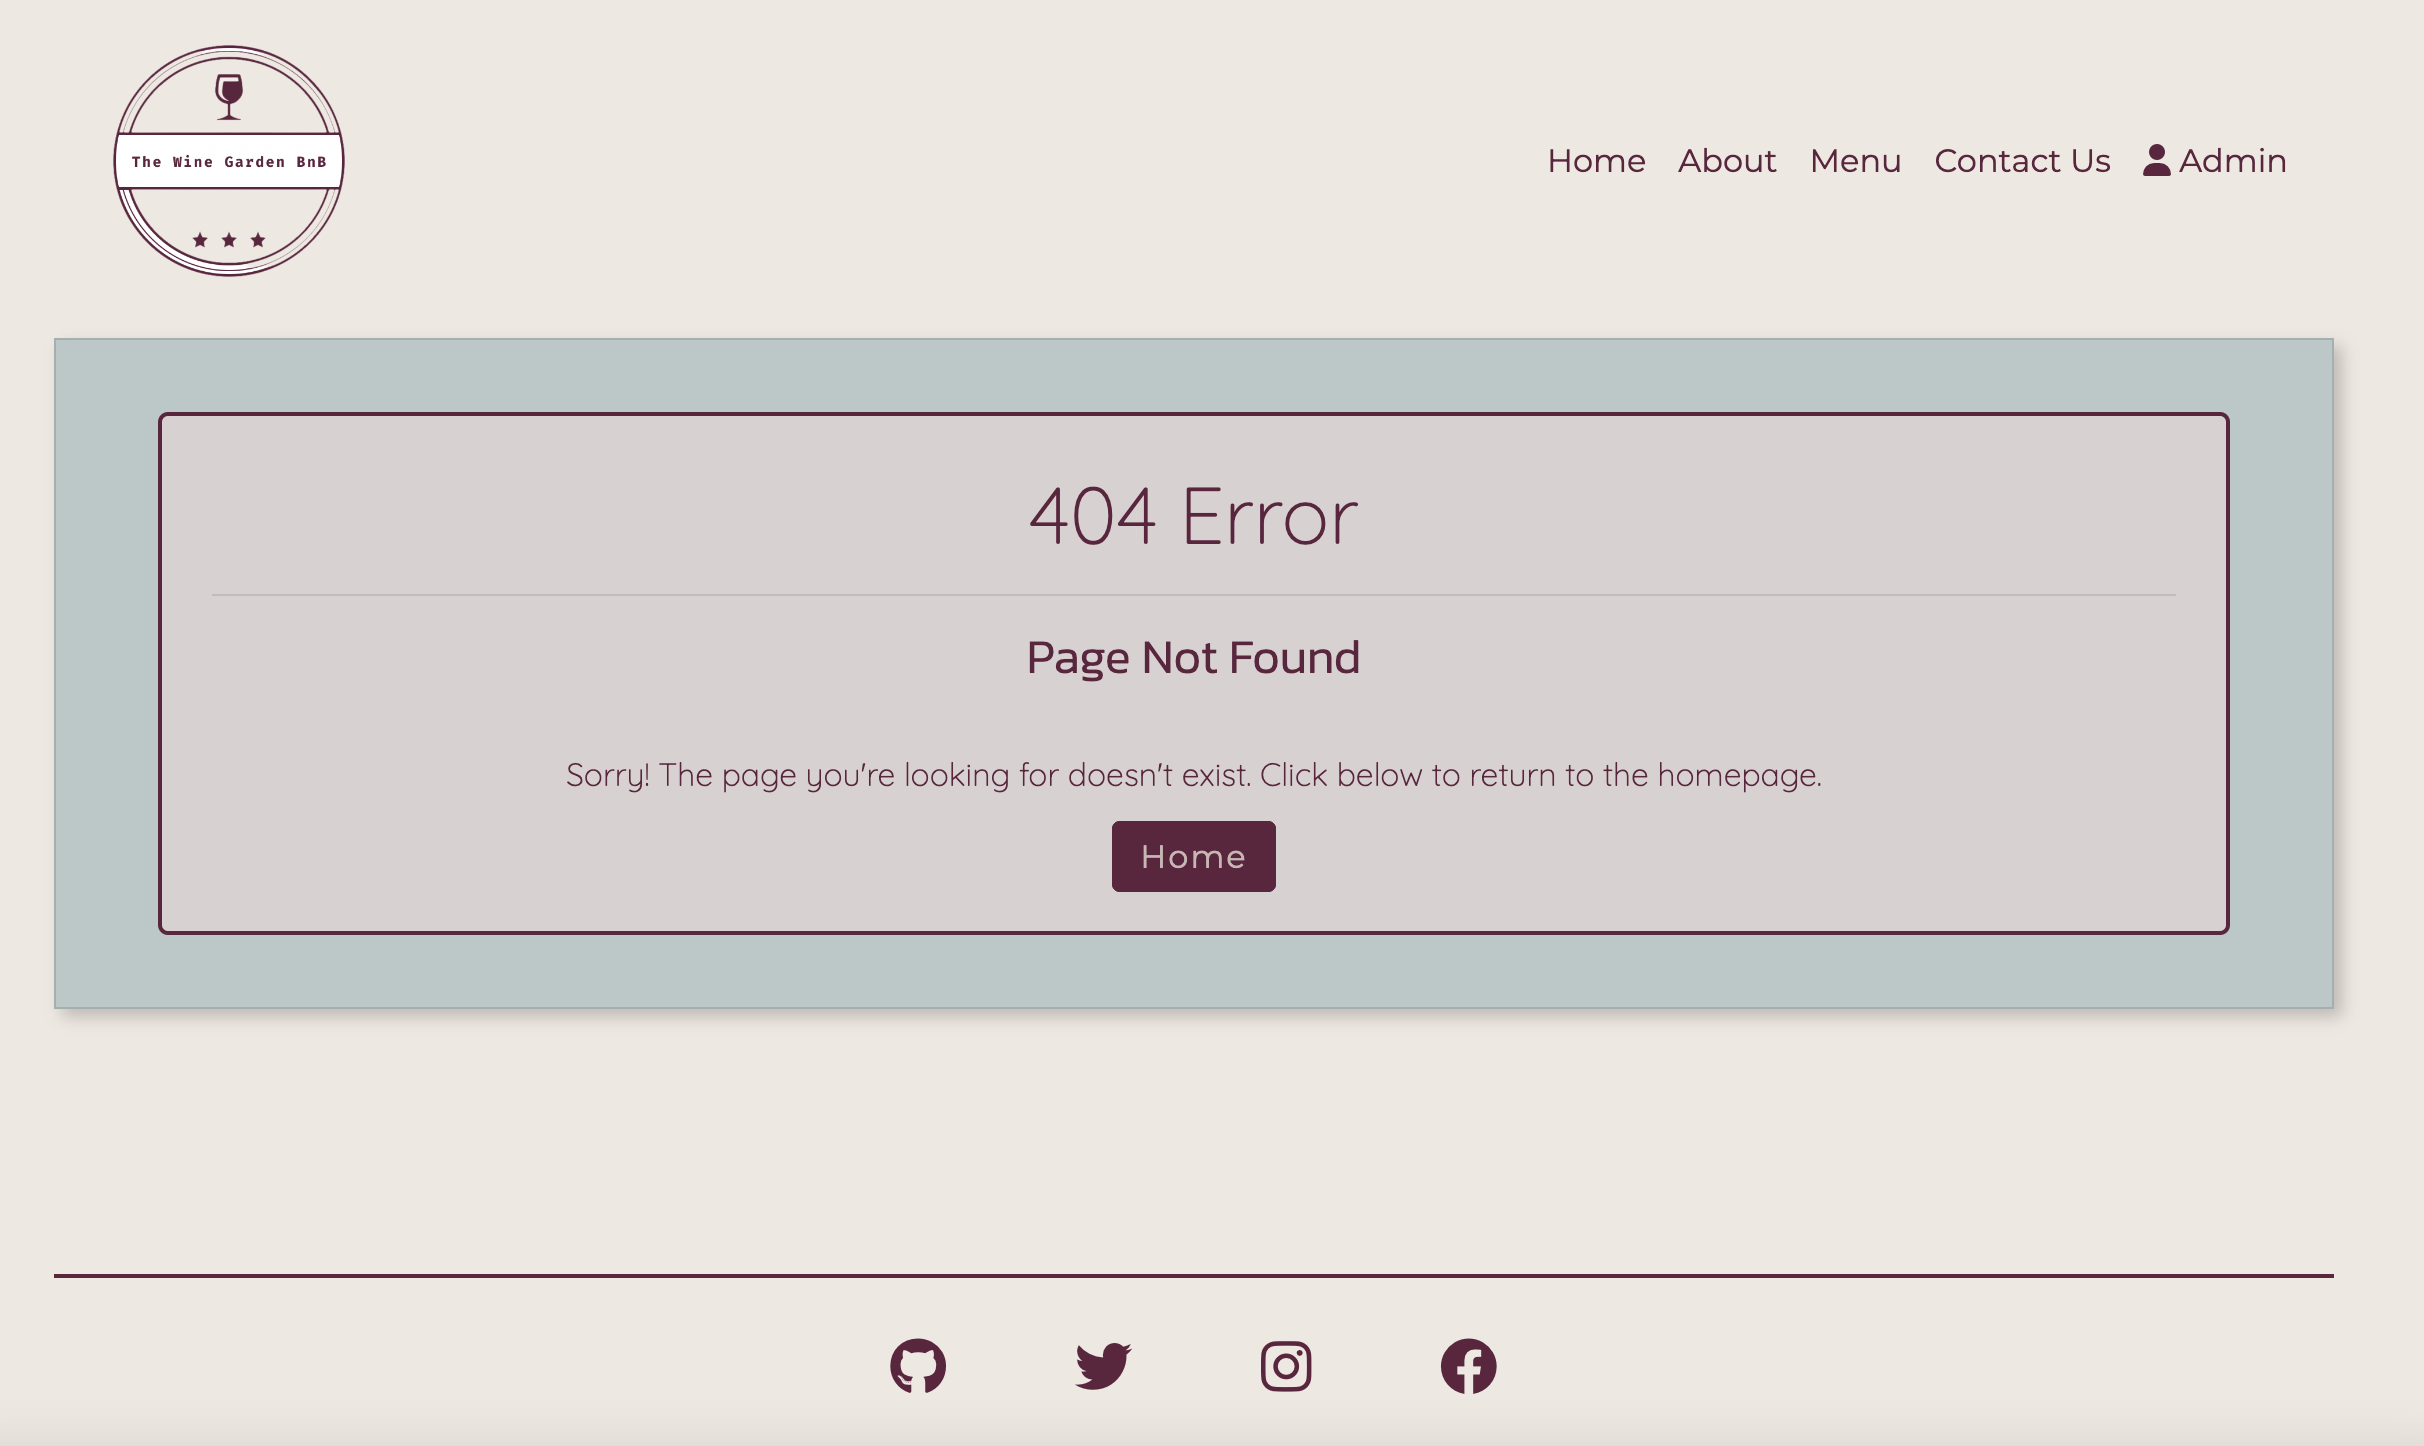 The Wine Garden BnB
Home About Menu Contact Us Admin
404 Error
Page Not Found
Sorry! The page you're looking for doesn't exist. Click below to return to the homepage.
Home